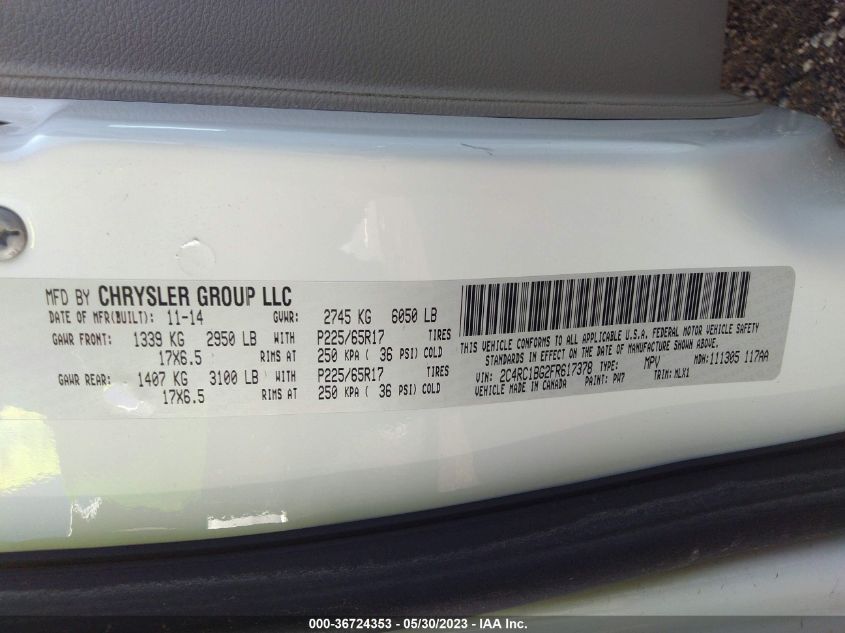 MFD BY CHRYSLER GROUP LLC
DATE OF MFR(BUILT): 11-14 GVWR: 2745 KG 6050 LB
GAWR FRONT: 1339 KG 2950 LB WITH P225/65R17 TIRES
17X6.5 RIMS AT 250 KPA ( 36 PSI) COLD
GAWR REAR: 1407 KG 3100 LB WITH P225/65R17 TIRES
17X6.5 RIMS AT 250 KPA ( 36 PSI) COLD
THIS VEHICLE CONFORMS TO ALL APPLICABLE U.S.A. FEDERAL MOTOR VEHICLE SAFETY
STANDARDS IN EFFECT ON THE DATE OF MANUFACTURE SHOWN ABOVE.
VIN: 2C4RC1BG2FR617378 TYPE: MPV MDH: 111305 117AA
VEHICLE MADE IN CANADA PAINT: PW7 TRIM: MLX1
000-36724353 — 05/30/2023 — IAA Inc.